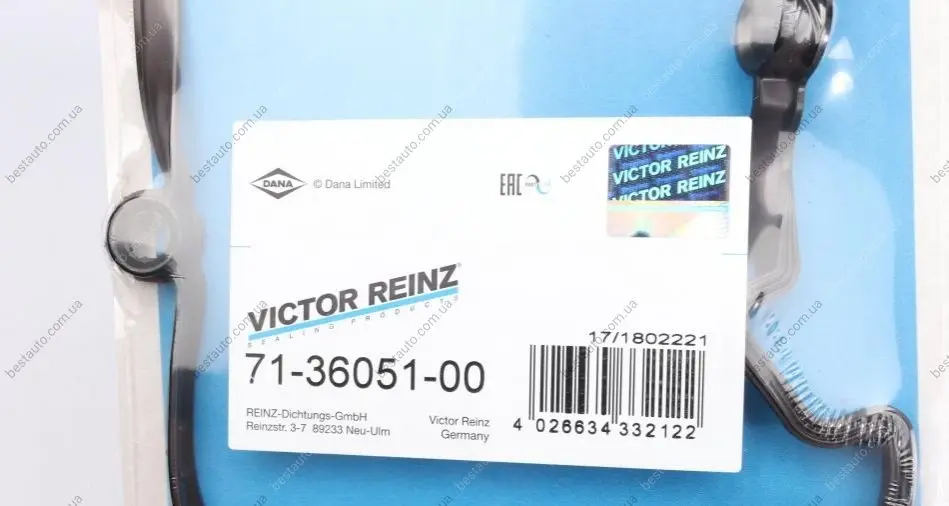 DANA
© Dana Limited
EAC
VICTOR REINZ
VICTOR REINZ
VICTOR REINZ
VICTOR REINZ®
SEALING PRODUCTS
71-36051-00
REINZ-Dichtungs-GmbH
Reinzstr. 3-7 89233 Neu-Ulm
Victor Reinz
Germany
17/1802221
4 026634 332122
bestauto.com.ua